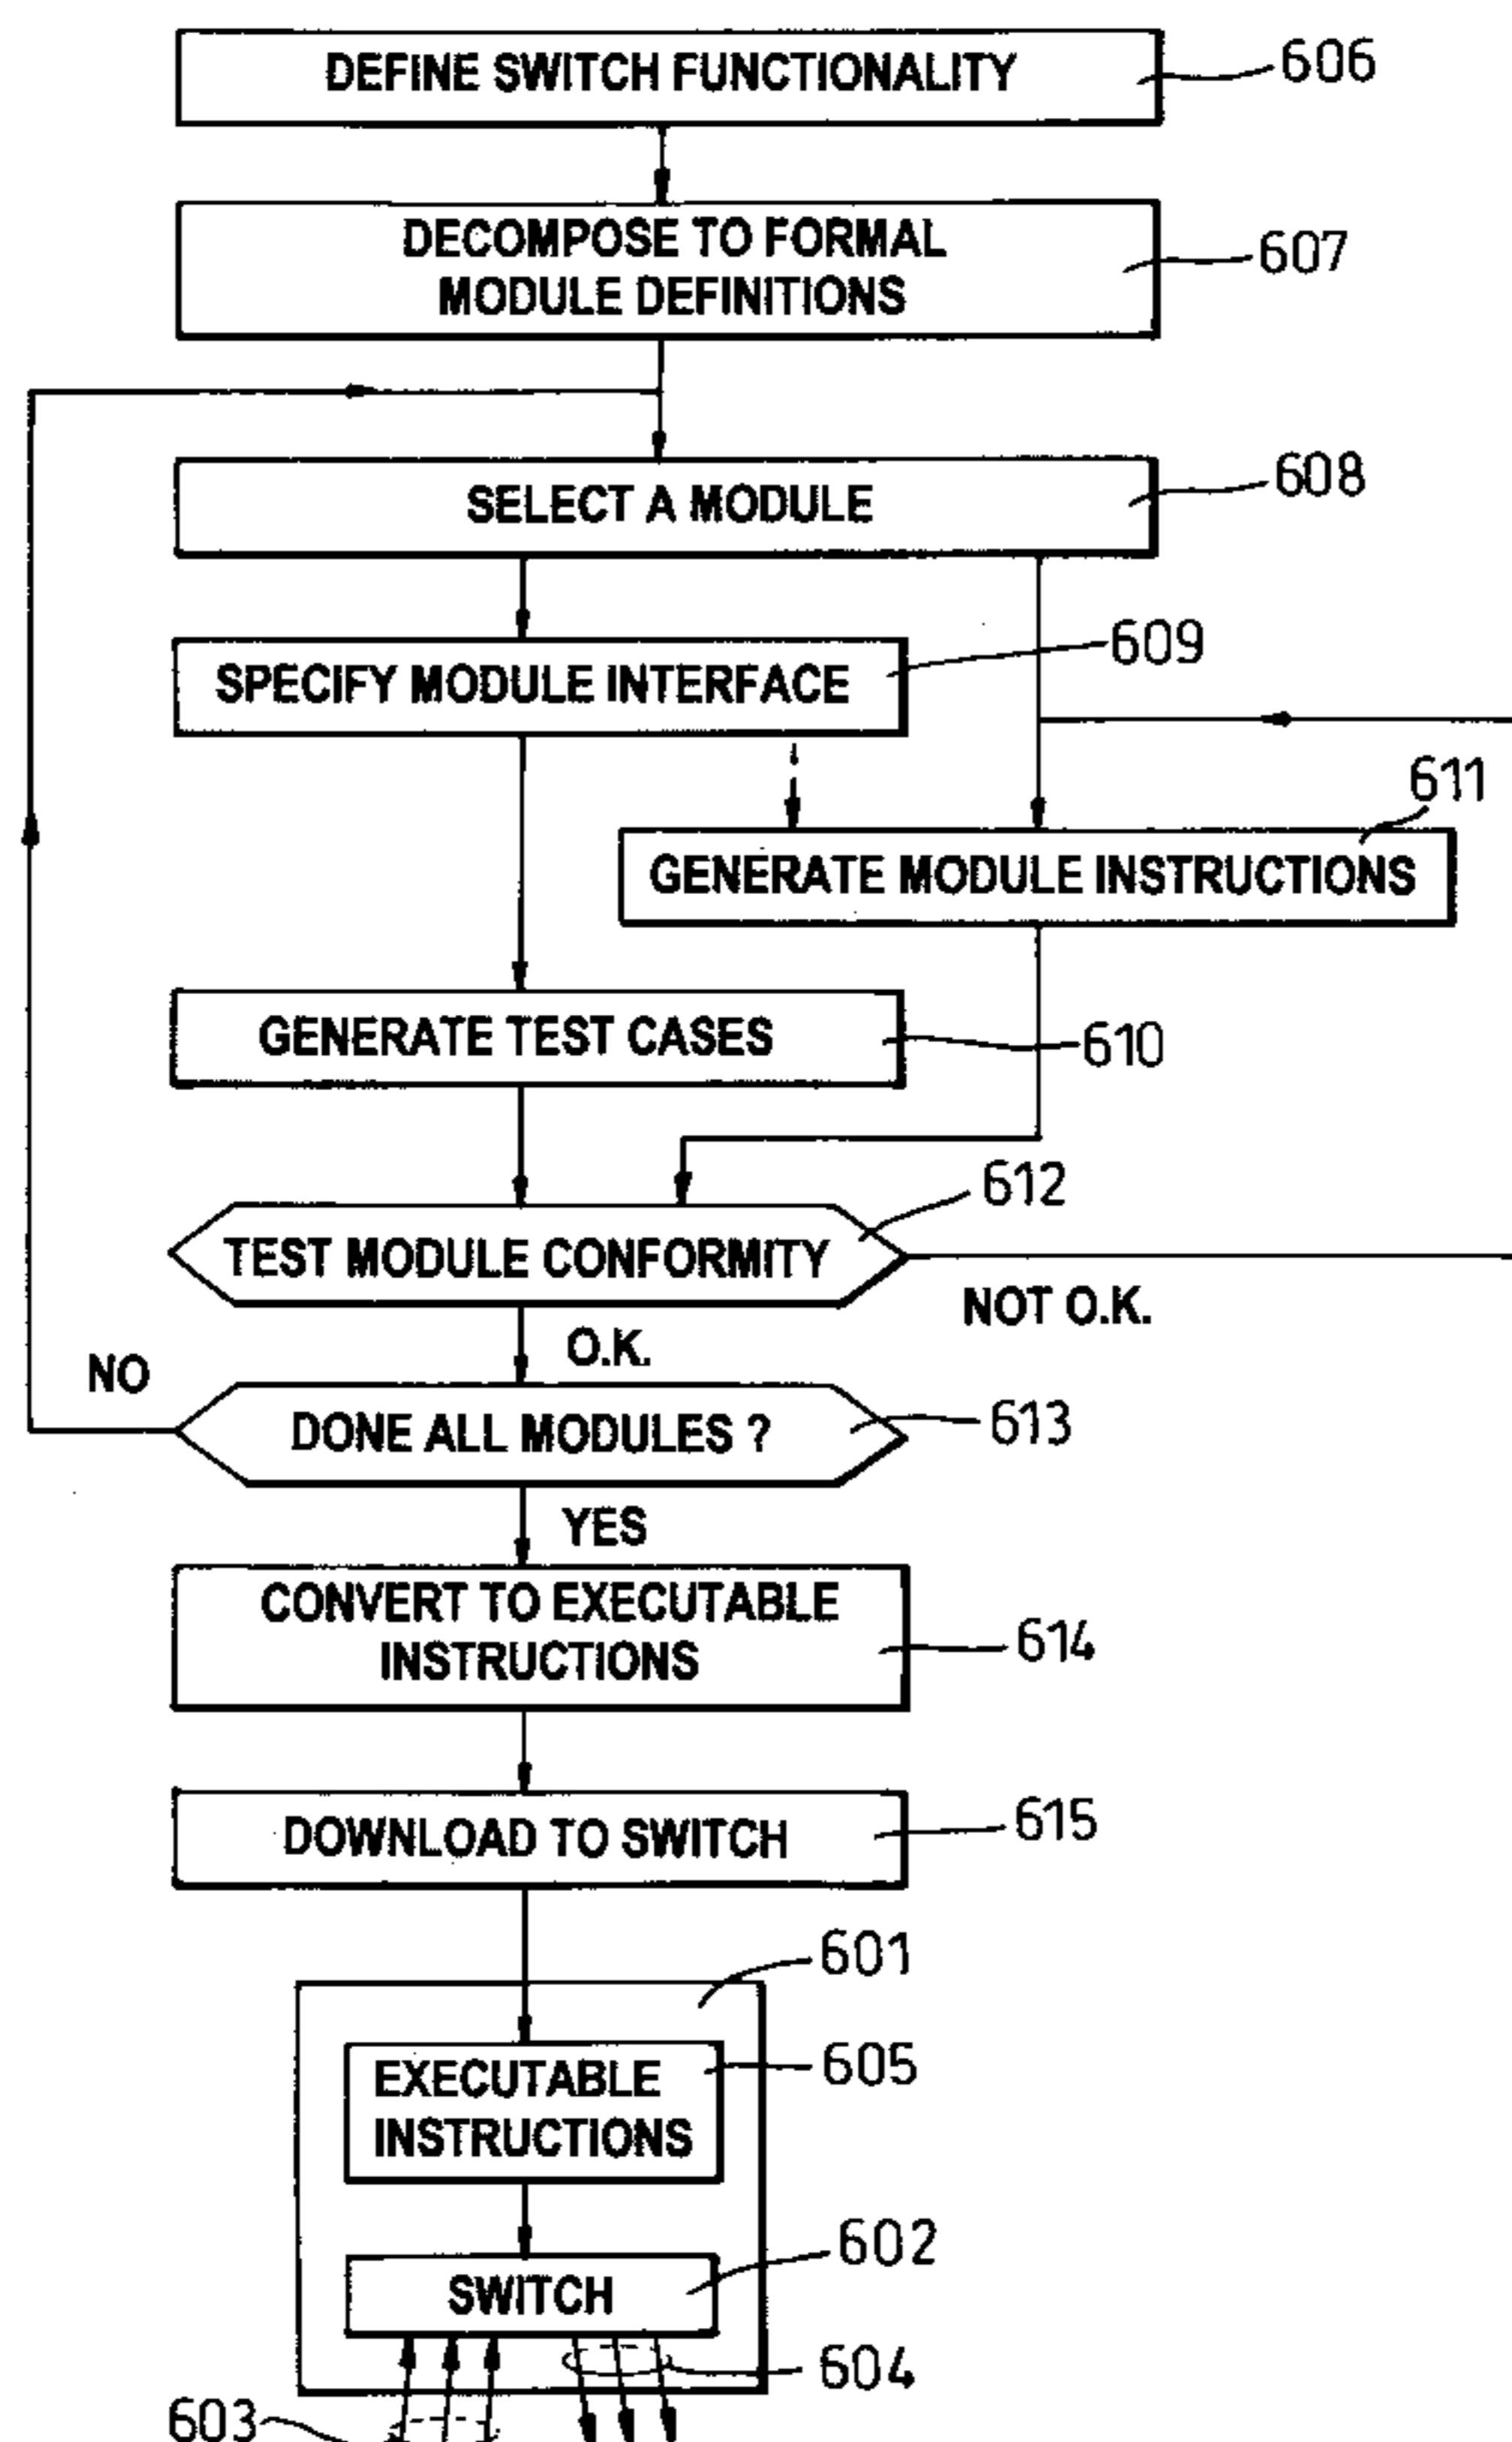 DEFINE SWITCH FUNCTIONALITY
606
DECOMPOSE TO FORMAL
MODULE DEFINITIONS
607
SELECT A MODULE
608
SPECIFY MODULE INTERFACE
609
611
GENERATE MODULE INSTRUCTIONS
GENERATE TEST CASES
610
612
TEST MODULE CONFORMITY
NOT O.K.
O.K.
NO
DONE ALL MODULES ?
613
YES
CONVERT TO EXECUTABLE
INSTRUCTIONS
614
DOWNLOAD TO SWITCH
615
601
EXECUTABLE
INSTRUCTIONS
605
602
SWITCH
604
603